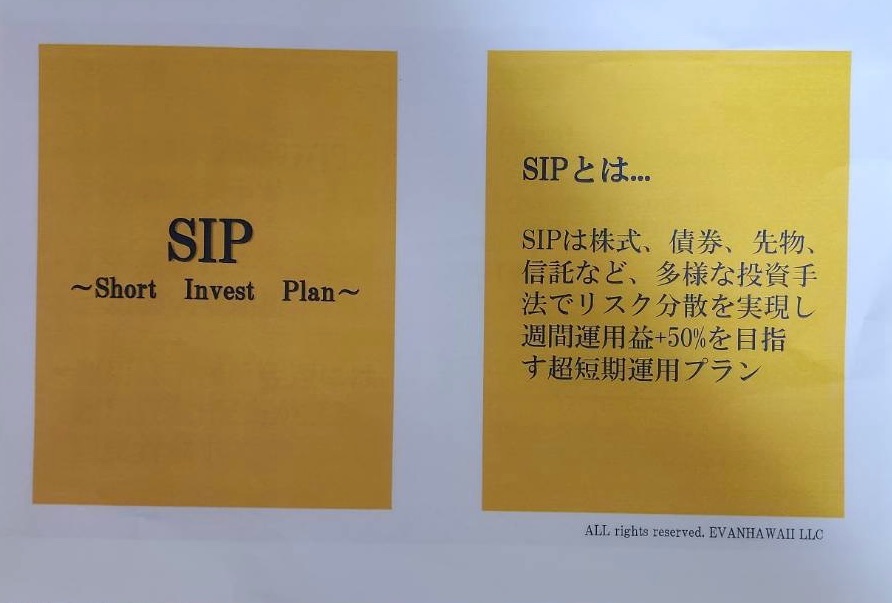 SIP
～Short Invest Plan～
SIPとは...
SIPは株式、債券、先物、
信託など、多様な投資手
法でリスク分散を実現し
週間運用益+50%を目指
す超短期運用プラン
ALL rights reserved. EVANHAWAII LLC